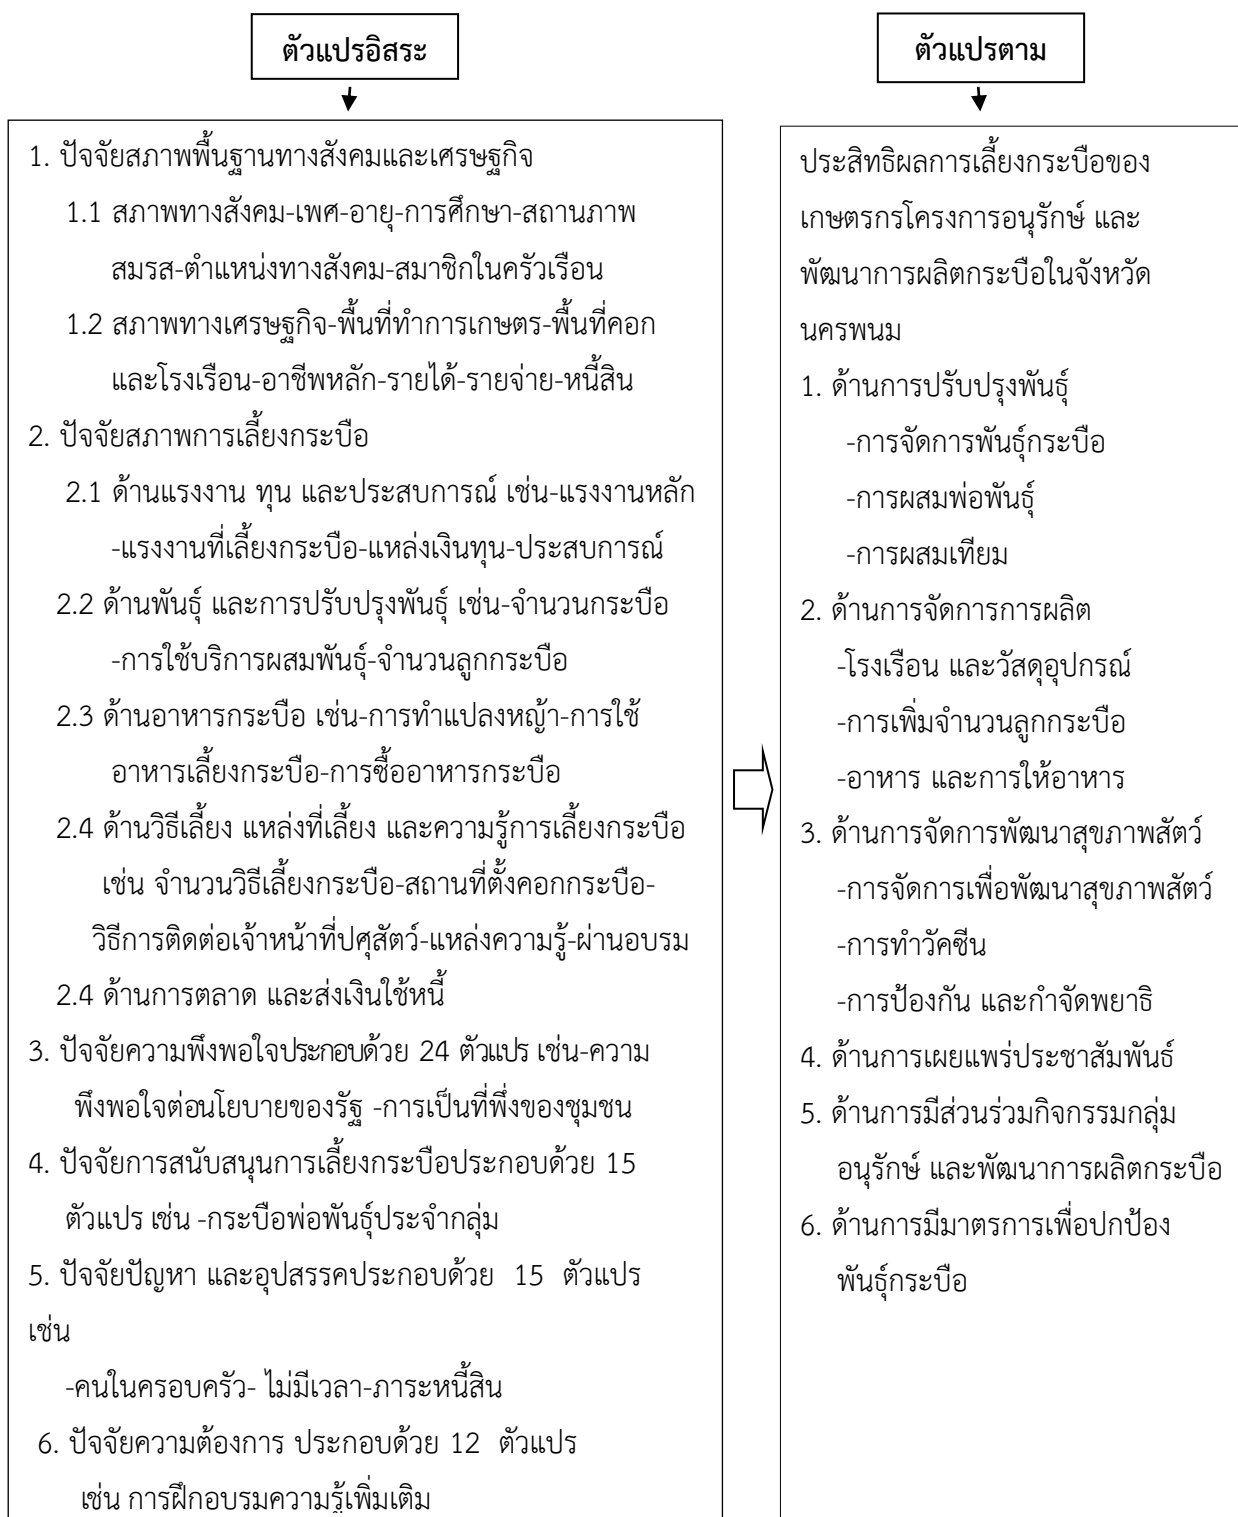 ตัวแปรอิสระ
1. ปัจจัยสภาพพื้นฐานทางสังคมและเศรษฐกิจ
1.1 สภาพทางสังคม-เพศ-อายุ-การศึกษา-สถานภาพ
สมรส-ตำแหน่งทางสังคม-สมาชิกในครัวเรือน
1.2 สภาพทางเศรษฐกิจ-พื้นที่ทำการเกษตร-พื้นที่คอก
และโรงเรือน-อาชีพหลัก-รายได้-รายจ่าย-หนี้สิน
2. ปัจจัยสภาพการเลี้ยงกระบือ
2.1 ด้านแรงงาน ทุน และประสบการณ์ เช่น-แรงงานหลัก
-แรงงานที่เลี้ยงกระบือ-แหล่งเงินทุน-ประสบการณ์
2.2 ด้านพันธุ์ และการปรับปรุงพันธุ์ เช่น-จำนวนกระบือ
-การใช้บริการผสมพันธุ์-จำนวนลูกกระบือ
2.3 ด้านอาหารกระบือ เช่น-การทำแปลงหญ้า-การใช้
อาหารเลี้ยงกระบือ-การซื้ออาหารกระบือ
2.4 ด้านวิธีเลี้ยง แหล่งที่เลี้ยง และความรู้การเลี้ยงกระบือ
เช่น จำนวนวิธีเลี้ยงกระบือ-สถานที่ตั้งคอกกระบือ-
วิธีการติดต่อเจ้าหน้าที่ปศุสัตว์-แหล่งความรู้-ผ่านอบรม
2.4 ด้านการตลาด และส่งเงินใช้หนี้
3. ปัจจัยความพึงพอใจประกอบด้วย 24 ตัวแปร เช่น-ความ
พึงพอใจต่อนโยบายของรัฐ -การเป็นที่พึ่งของชุมชน
4. ปัจจัยการสนับสนุนการเลี้ยงกระบือประกอบด้วย 15
ตัวแปร เช่น -กระบือพ่อพันธุ์ประจำกลุ่ม
5. ปัจจัยปัญหา และอุปสรรคประกอบด้วย 15 ตัวแปร
เช่น
-คนในครอบครัว- ไม่มีเวลา-ภาระหนี้สิน
6. ปัจจัยความต้องการ ประกอบด้วย 12 ตัวแปร
เช่น การฝึกอบรมความรู้เพิ่มเติม
ตัวแปรตาม
ประสิทธิผลการเลี้ยงกระบือของ
เกษตรกรโครงการอนุรักษ์ และ
พัฒนาการผลิตกระบือในจังหวัด
นครพนม
1. ด้านการปรับปรุงพันธุ์
-การจัดการพันธุ์กระบือ
-การผสมพ่อพันธุ์
-การผสมเทียม
2. ด้านการจัดการการผลิต
-โรงเรือน และวัสดุอุปกรณ์
-การเพิ่มจำนวนลูกกระบือ
-อาหาร และการให้อาหาร
3. ด้านการจัดการพัฒนาสุขภาพสัตว์
-การจัดการเพื่อพัฒนาสุขภาพสัตว์
-การทำวัคซีน
-การป้องกัน และกำจัดพยาธิ
4. ด้านการเผยแพร่ประชาสัมพันธ์
5. ด้านการมีส่วนร่วมกิจกรรมกลุ่ม
อนุรักษ์ และพัฒนาการผลิตกระบือ
6. ด้านการมีมาตรการเพื่อปกป้อง
พันธุ์กระบือ